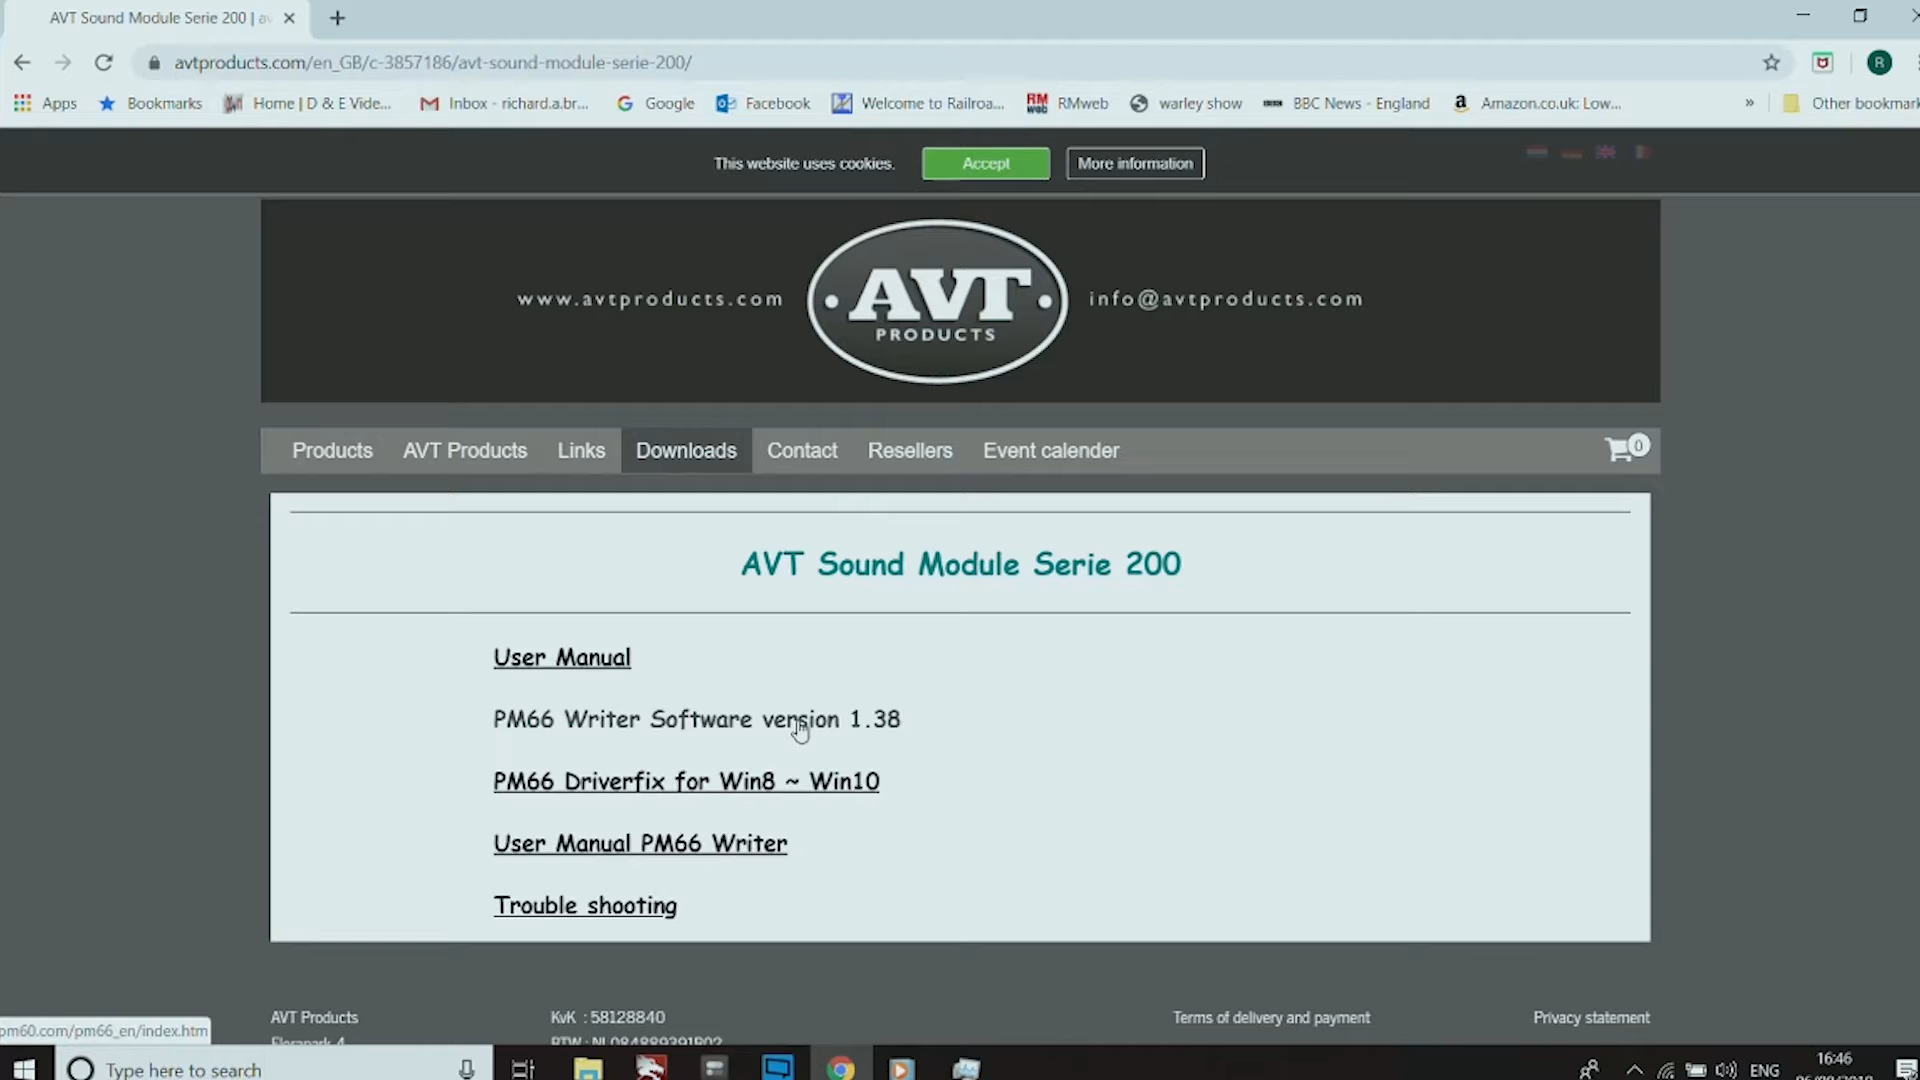 AVT Sound Module Serie 200 | av
avtproducts.com/en_GB/c-3857186/avt-sound-module-serie-200/
R
Apps
Bookmarks
Home | D & E Vide...
Inbox - richard.a.br...
Google
Facebook
Welcome to Railroa...
RM web
RMweb
warley show
BBC News - England
Amazon.co.uk: Low...
»
Other bookmark
This website uses cookies.
Accept
More information
www.avtproducts.com
AVT
PRODUCTS
info@avtproducts.com
Products
AVT Products
Links
Downloads
Contact
Resellers
Event calender
0
AVT Sound Module Serie 200
User Manual
PM66 Writer Software version 1.38
PM66 Driverfix for Win8 ~ Win10
User Manual PM66 Writer
Trouble shooting
AVT Products
KvK : 58128840
Terms of delivery and payment
Privacy statement
pm60.com/pm66_en/index.htm
Type here to search
ENG
16:46